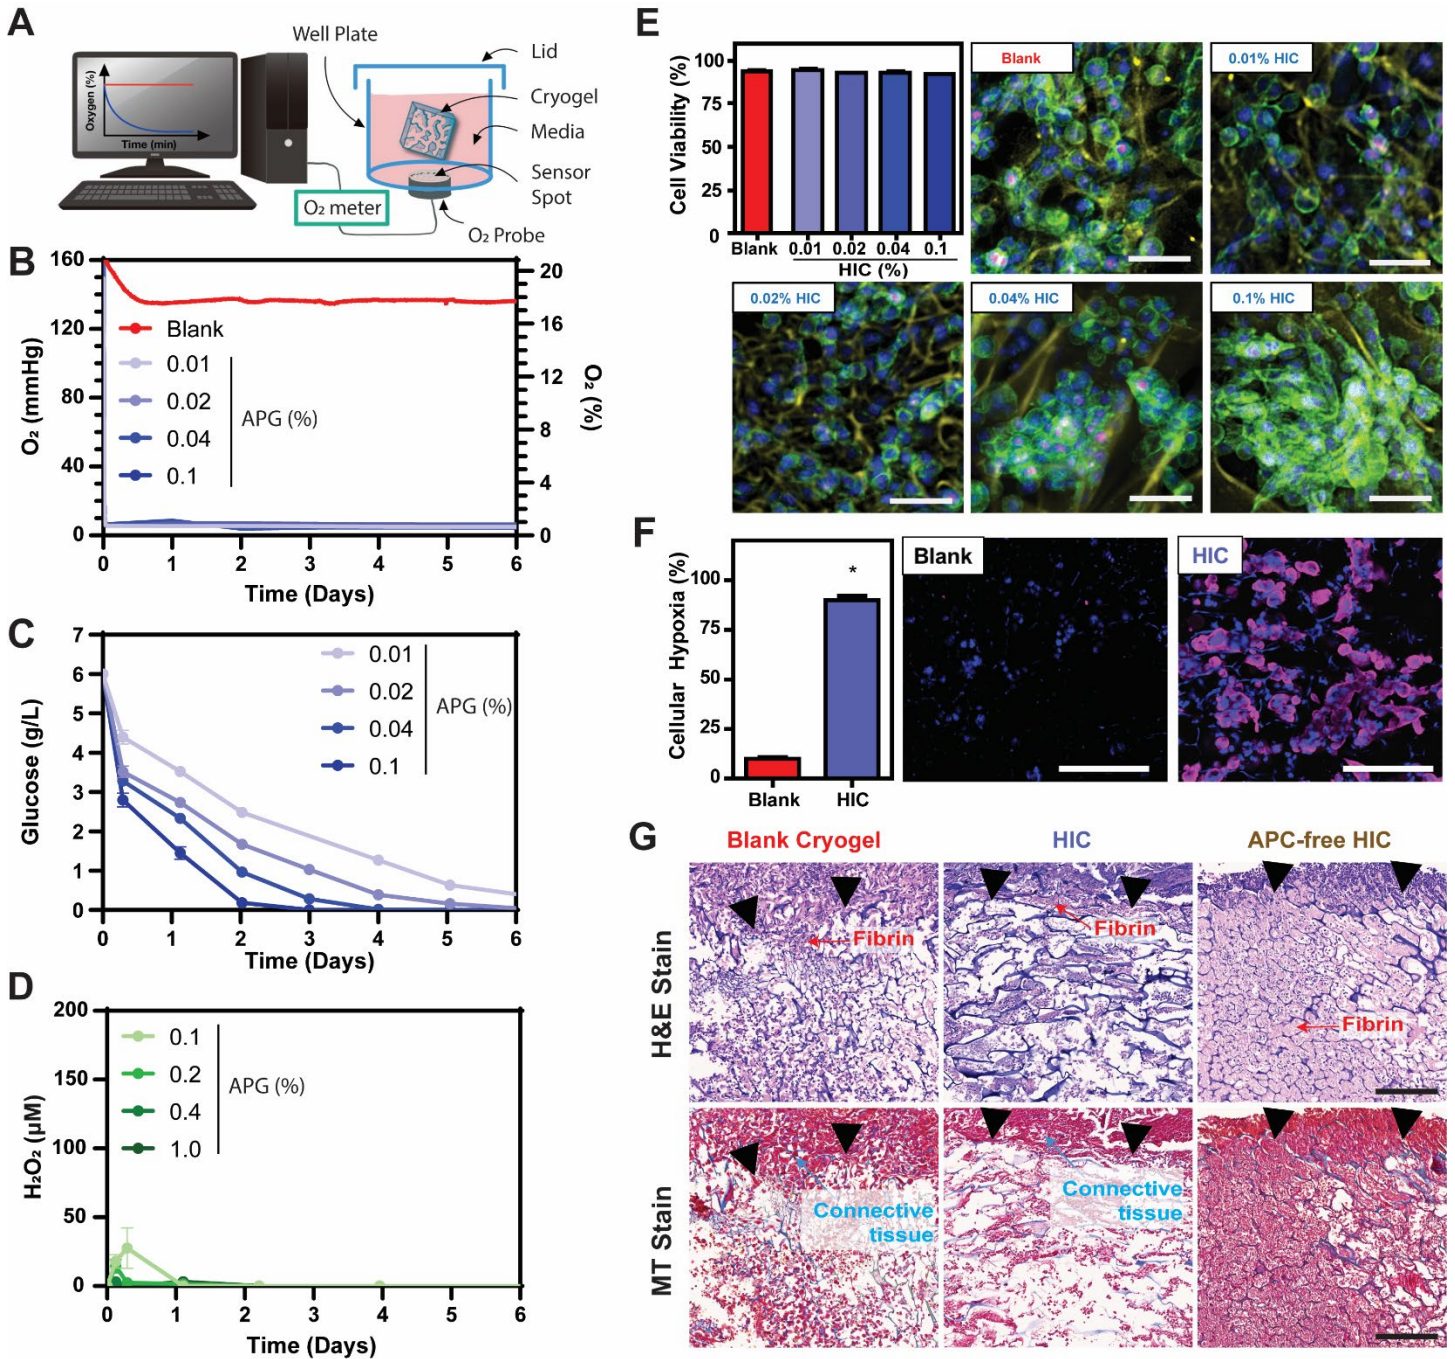 A
Oxygen (%)
Time (min)
Well Plate
Lid
Cryogel
Media
Sensor
Spot
O₂ meter
O₂ Probe
B
160
120
80
40
0
O₂ (mmHg)
20
16
12
8
4
0
O₂ (%)
Blank
0.01
0.02
0.04
0.1
APG (%)
0 1 2 3 4 5 6
Time (Days)
C
7
6
5
4
3
2
1
0
Glucose (g/L)
0.01
0.02
0.04
0.1
APG (%)
0 1 2 3 4 5 6
Time (Days)
D
200
150
100
50
0
H₂O₂ (µM)
0.1
0.2
0.4
1.0
APG (%)
0 1 2 3 4 5 6
Time (Days)
E
100
75
50
25
0
Cell Viability (%)
Blank 0.01 0.02 0.04 0.1
HIC (%)
Blank
0.01% HIC
0.02% HIC
0.04% HIC
0.1% HIC
F
100
75
50
25
0
Cellular Hypoxia (%)
*
Blank HIC
Blank
HIC
G
Blank Cryogel
HIC
APC-free HIC
H&E Stain
Fibrin
Fibrin
Fibrin
MT Stain
Connective
tissue
Connective
tissue